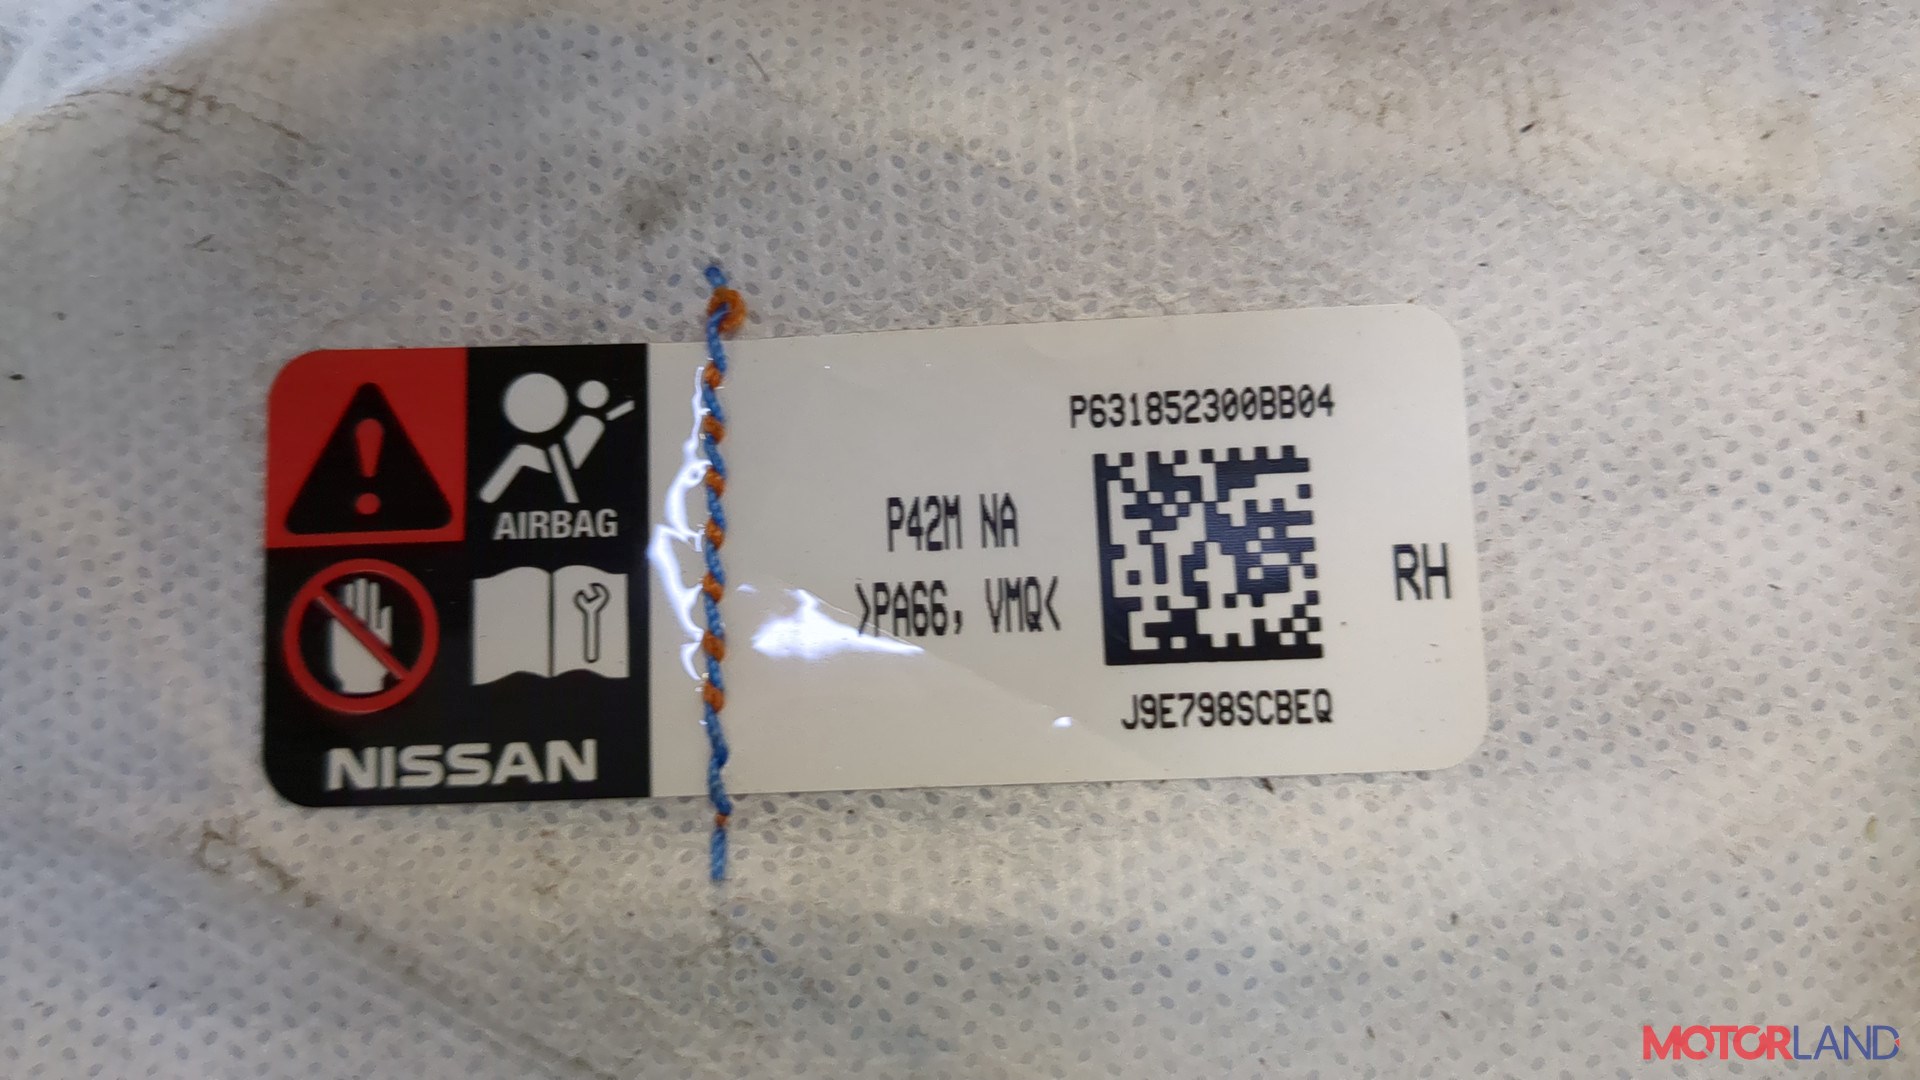 AIRBAG
NISSAN
P631852300BB04
P42M NA
>PA66, VMQ<
RH
J9E798SCBEQ
MOTORLAND